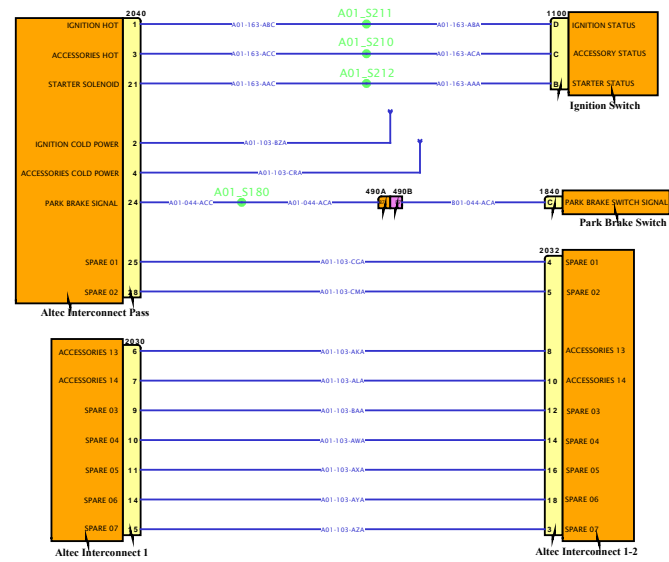 2040 A01_S211 1100
IGNITION HOT 1 A01-163-ABC A01-163-ABA D IGNITION STATUS
A01_S210
ACCESSORIES HOT 3 A01-163-ACC A01-163-ACA C ACCESSORY STATUS
A01_S212
STARTER SOLENOID 21 A01-163-AAC A01-163-AAA B STARTER STATUS
Ignition Switch
IGNITION COLD POWER 2 A01-103-BZA
ACCESSORIES COLD POWER 4 A01-103-CRA
A01_S180 490A 490B 1840
PARK BRAKE SIGNAL 24 A01-044-ACC A01-044-ACA B01-044-ACA C PARK BRAKE SWITCH SIGNAL
Park Brake Switch
2032
SPARE 01 25 A01-103-CGA 4 SPARE 01
SPARE 02 28 A01-103-CMA 5 SPARE 02
Altec Interconnect Pass
2030
ACCESSORIES 13 6 A01-103-AKA 8 ACCESSORIES 13
ACCESSORIES 14 7 A01-103-ALA 10 ACCESSORIES 14
SPARE 03 9 A01-103-BAA 12 SPARE 03
SPARE 04 10 A01-103-AWA 14 SPARE 04
SPARE 05 11 A01-103-AXA 16 SPARE 05
SPARE 06 14 A01-103-AYA 18 SPARE 06
SPARE 07 15 A01-103-AZA 3 SPARE 07
Altec Interconnect 1 Altec Interconnect 1-2